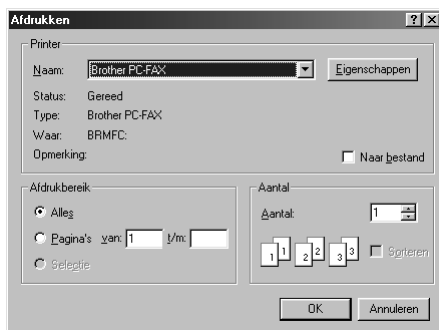 Afdrukken
Printer
Naam: Brother PC-FAX Eigenschappen
Status: Gereed
Type: Brother PC-FAX
Waar: BRMFC:
Opmerking: Naar bestand
Afdrukbereik
Alles
Pagina's van: 1 t/m:
Selectie
Aantal
Aantal: 1
1 1 2 2 3 3 Sorteren
OK Annuleren